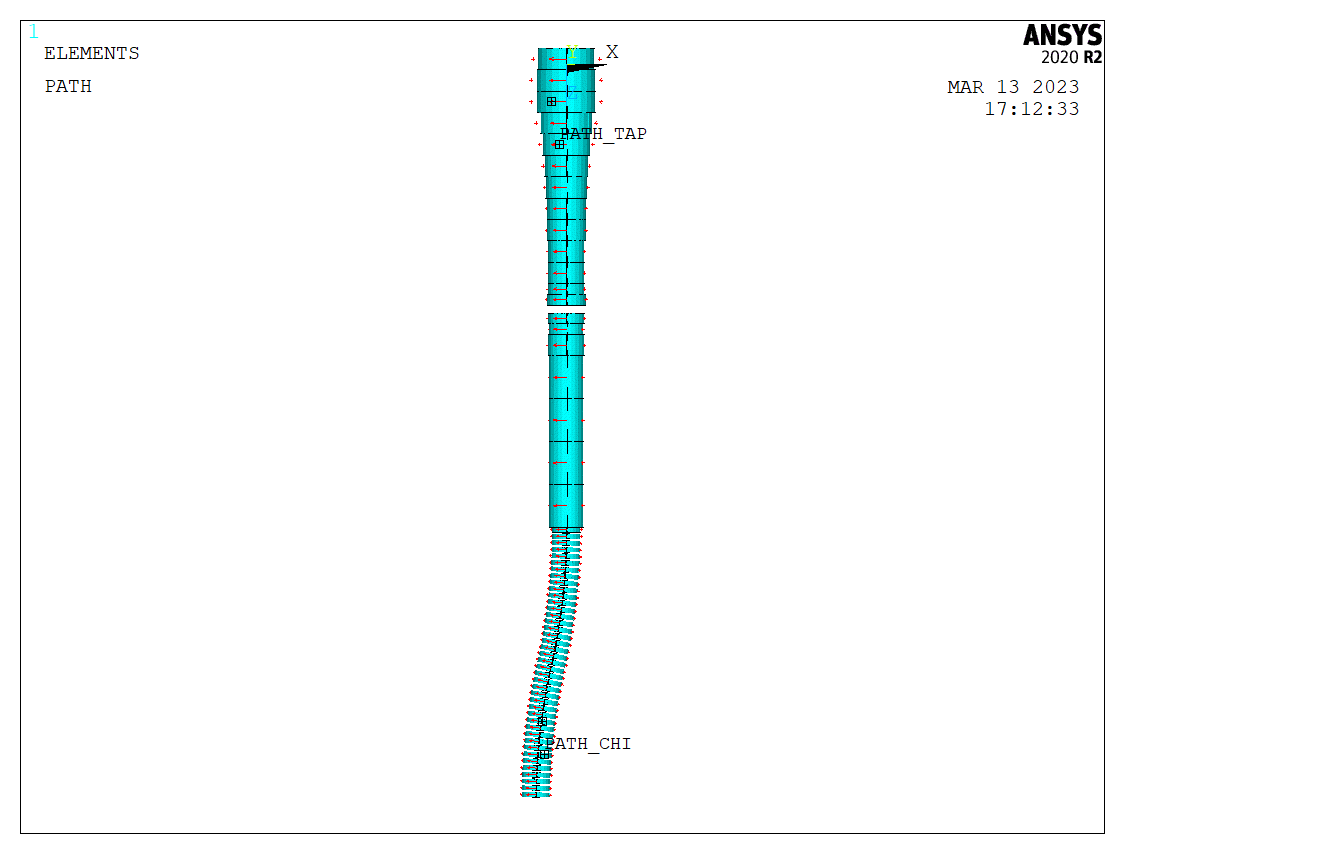 1
ELEMENTS
PATH
ANSYS
2020 R2
MAR 13 2023
17:12:33
Y
X
Z
PATH_TAP
PATH_CHI